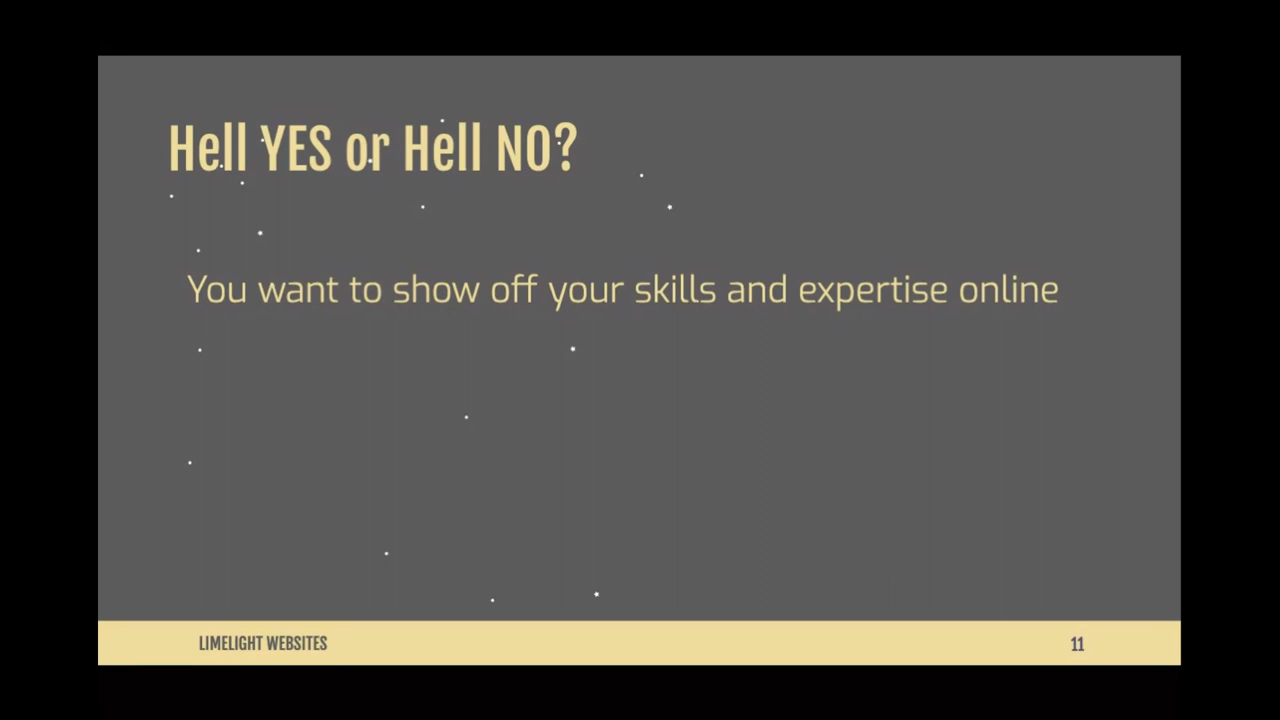 Hell YES or Hell NO?
You want to show off your skills and expertise online
LIMELIGHT WEBSITES
11